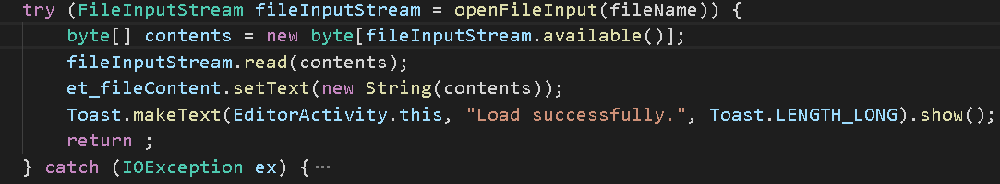 try (FileInputStream fileInputStream = openFileInput(fileName)) {
byte[] contents = new byte[fileInputStream.available()];
fileInputStream.read(contents);
et_fileContent.setText(new String(contents));
Toast.makeText(EditorActivity.this, "Load successfully.", Toast.LENGTH_LONG).show();
return ;
} catch (IOException ex) {⋯